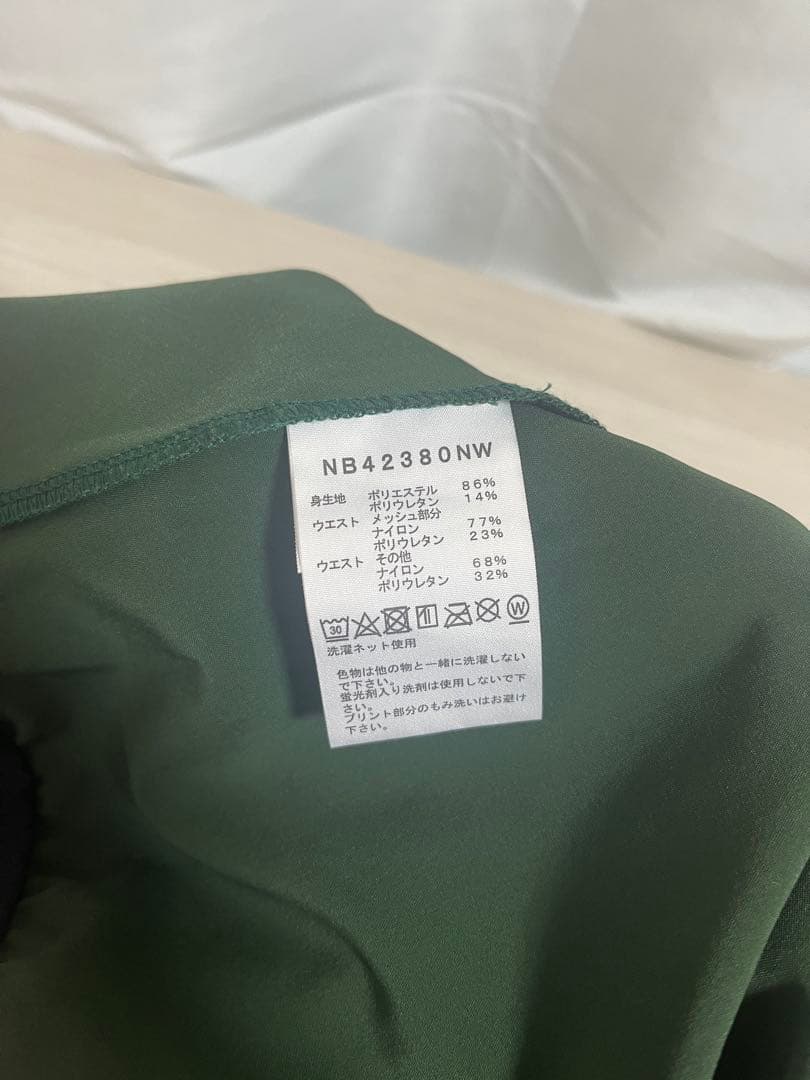 NB42380NW
身生地 ポリエステル 86%
ポリウレタン 14%
ウエスト メッシュ部分
ナイロン 77%
ポリウレタン 23%
ウエスト その他
ナイロン 68%
ポリウレタン 32%
30 W
洗濯ネット使用
色物は他の物と一緒に洗濯しない
で下さい。
蛍光剤入り洗剤は使用しないで下
さい。
プリント部分のもみ洗いはお避け
下さい。